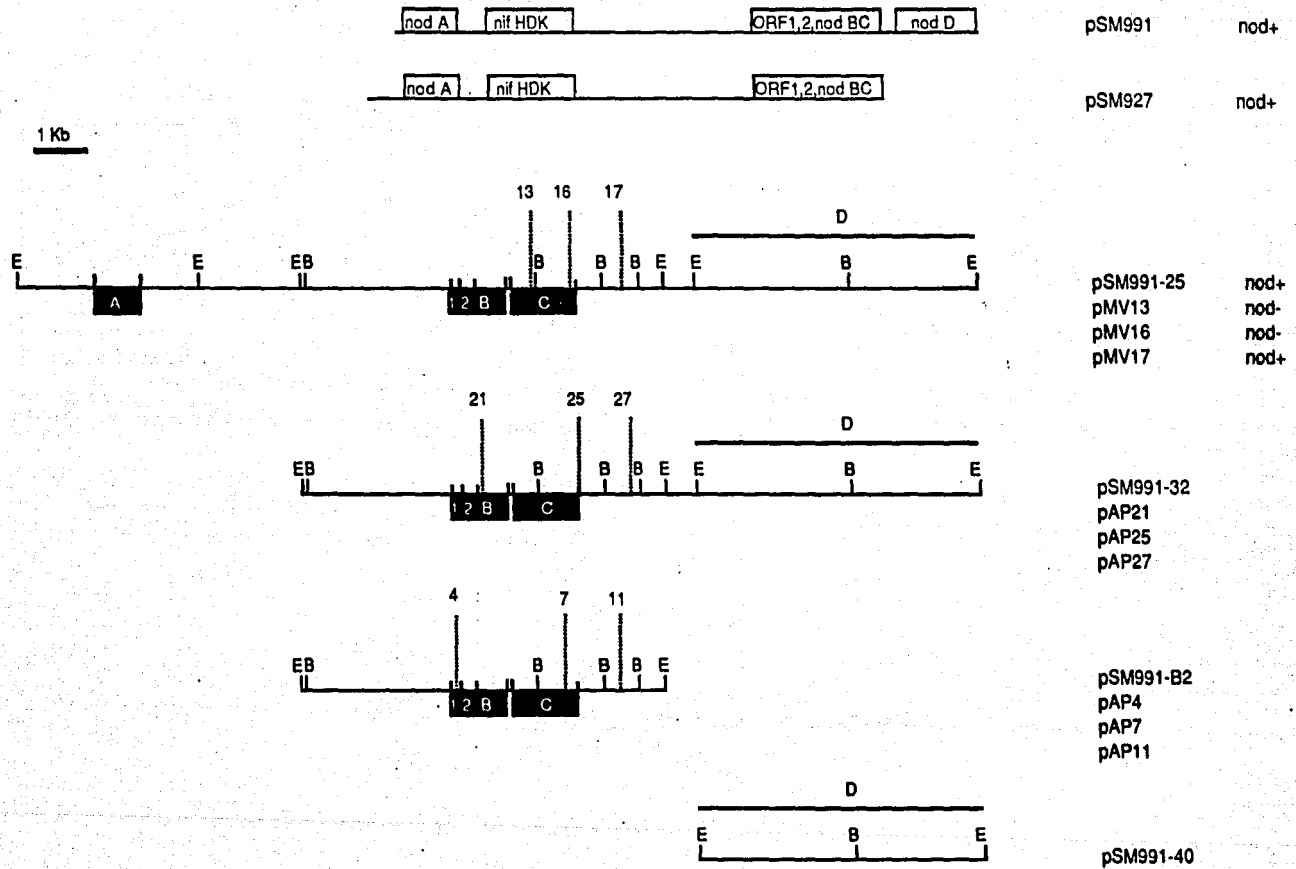 nod A nif HDK ORF1,2,nod BC nod D pSM991 nod+
nod A nif HDK ORF1,2,nod BC pSM927 nod+
1 Kb
13 16 17
D
E E EB B B B E E B E
A 1 2 B C
pSM991-25 nod+
pMV13 nod-
pMV16 nod-
pMV17 nod+
21 25 27
D
EB B B B E E B E
1 2 B C
pSM991-32
pAP21
pAP25
pAP27
4 7 11
EB B B B E
1 2 B C
pSM991-B2
pAP4
pAP7
pAP11
D
E B E
pSM991-40